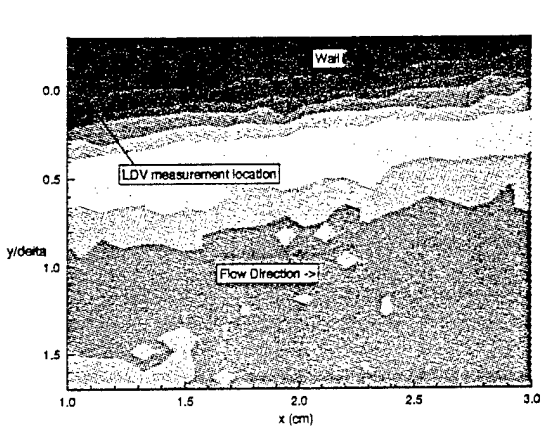 Wall
0.0
LDV measurement location
0.5
y/delta
Flow Direction ->
1.0
1.5
1.0
1.5
2.0
2.5
3.0
x (cm)